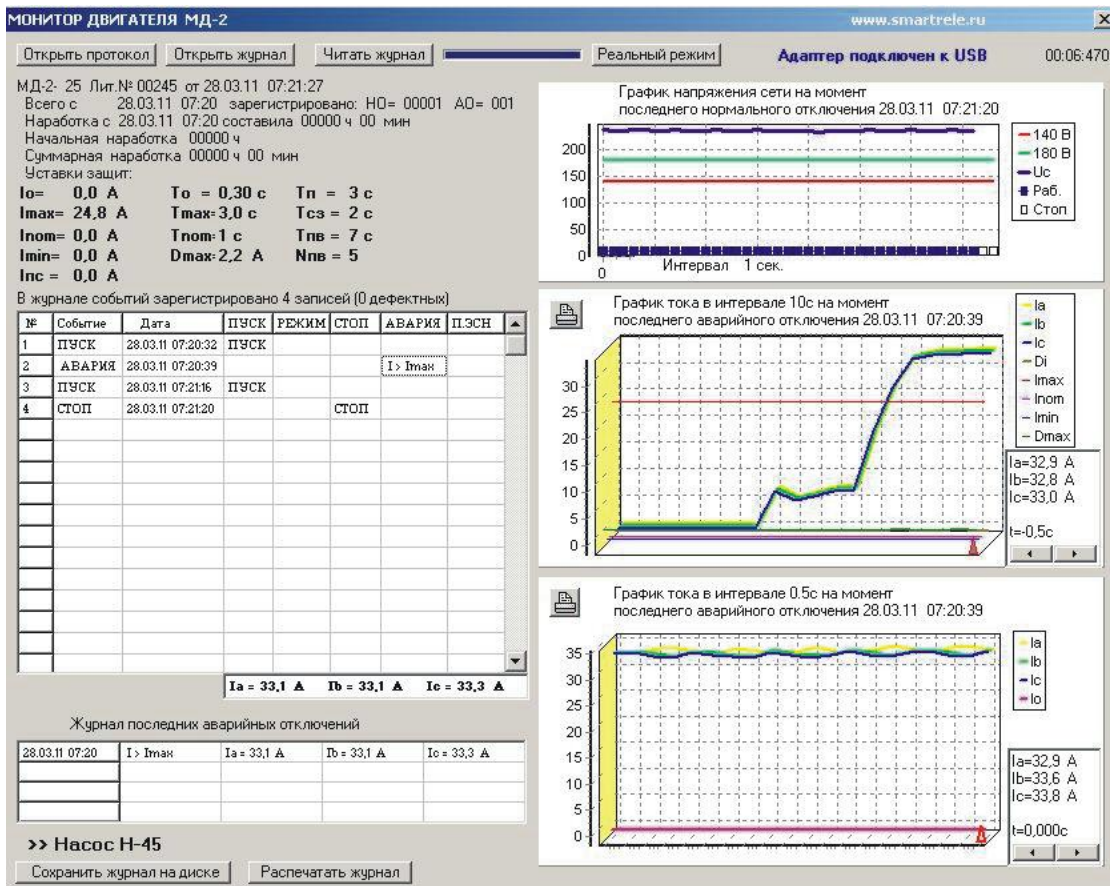 МОНИТОР ДВИГАТЕЛЯ МД-2 www.smartrele.ru
Открыть протокол Открыть журнал Читать журнал Реальный режим Адаптер подключен к USB 00:06:470
МД-2- 25 Лит.№ 00245 от 28.03.11 07:21:27
Всего с 28.03.11 07:20 зарегистрировано: НО= 00001 АО= 001
Наработка с 28.03.11 07:20 составила 00000 ч 00 мин
Начальная наработка 00000 ч
Суммарная наработка 00000 ч 00 мин
Уставки защит:
Io= 0,0 А То = 0,30 с Тп = 3 с
Imax= 24,8 А Tmax=3,0 с Тсз = 2 с
Inom= 0,0 А Tnom=1 с Тпв = 7 с
Imin= 0,0 А Dmax=2,2 А Nпв = 5
Iпс = 0,0 А
В журнале событий зарегистрировано 4 записей (0 дефектных)
№ Событие Дата ПУСК РЕЖИМ СТОП АВАРИЯ П.ЭСН
1 ПУСК 28.03.11 07:20:32 ПУСК
2 АВАРИЯ 28.03.11 07:20:39 I > Imax
3 ПУСК 28.03.11 07:21:16 ПУСК
4 СТОП 28.03.11 07:21:20 СТОП
Ia = 33,1 А Ib = 33,1 А Ic = 33,3 А
Журнал последних аварийных отключений
28.03.11 07:20 I > Imax Ia = 33,1 А Ib = 33,1 А Ic = 33,3 А
>> Насос Н-45
Сохранить журнал на диске Распечатать журнал
График напряжения сети на момент
последнего нормального отключения 28.03.11 07:21:20
200
150
100
50
0
0
Интервал 1 сек.
140 В
180 В
Uc
Раб.
Стоп
График тока в интервале 10с на момент
последнего аварийного отключения 28.03.11 07:20:39
30
25
20
15
10
5
0
Ia
Ib
Ic
Di
Imax
Inom
Imin
Dmax
Ia=32,9 А
Ib=32,8 А
Ic=33,0 А
t=-0,5с
График тока в интервале 0.5с на момент
последнего аварийного отключения 28.03.11 07:20:39
35
30
25
20
15
10
5
0
Ia
Ib
Ic
Io
Ia=32,9 А
Ib=33,6 А
Ic=33,8 А
t=0,000с